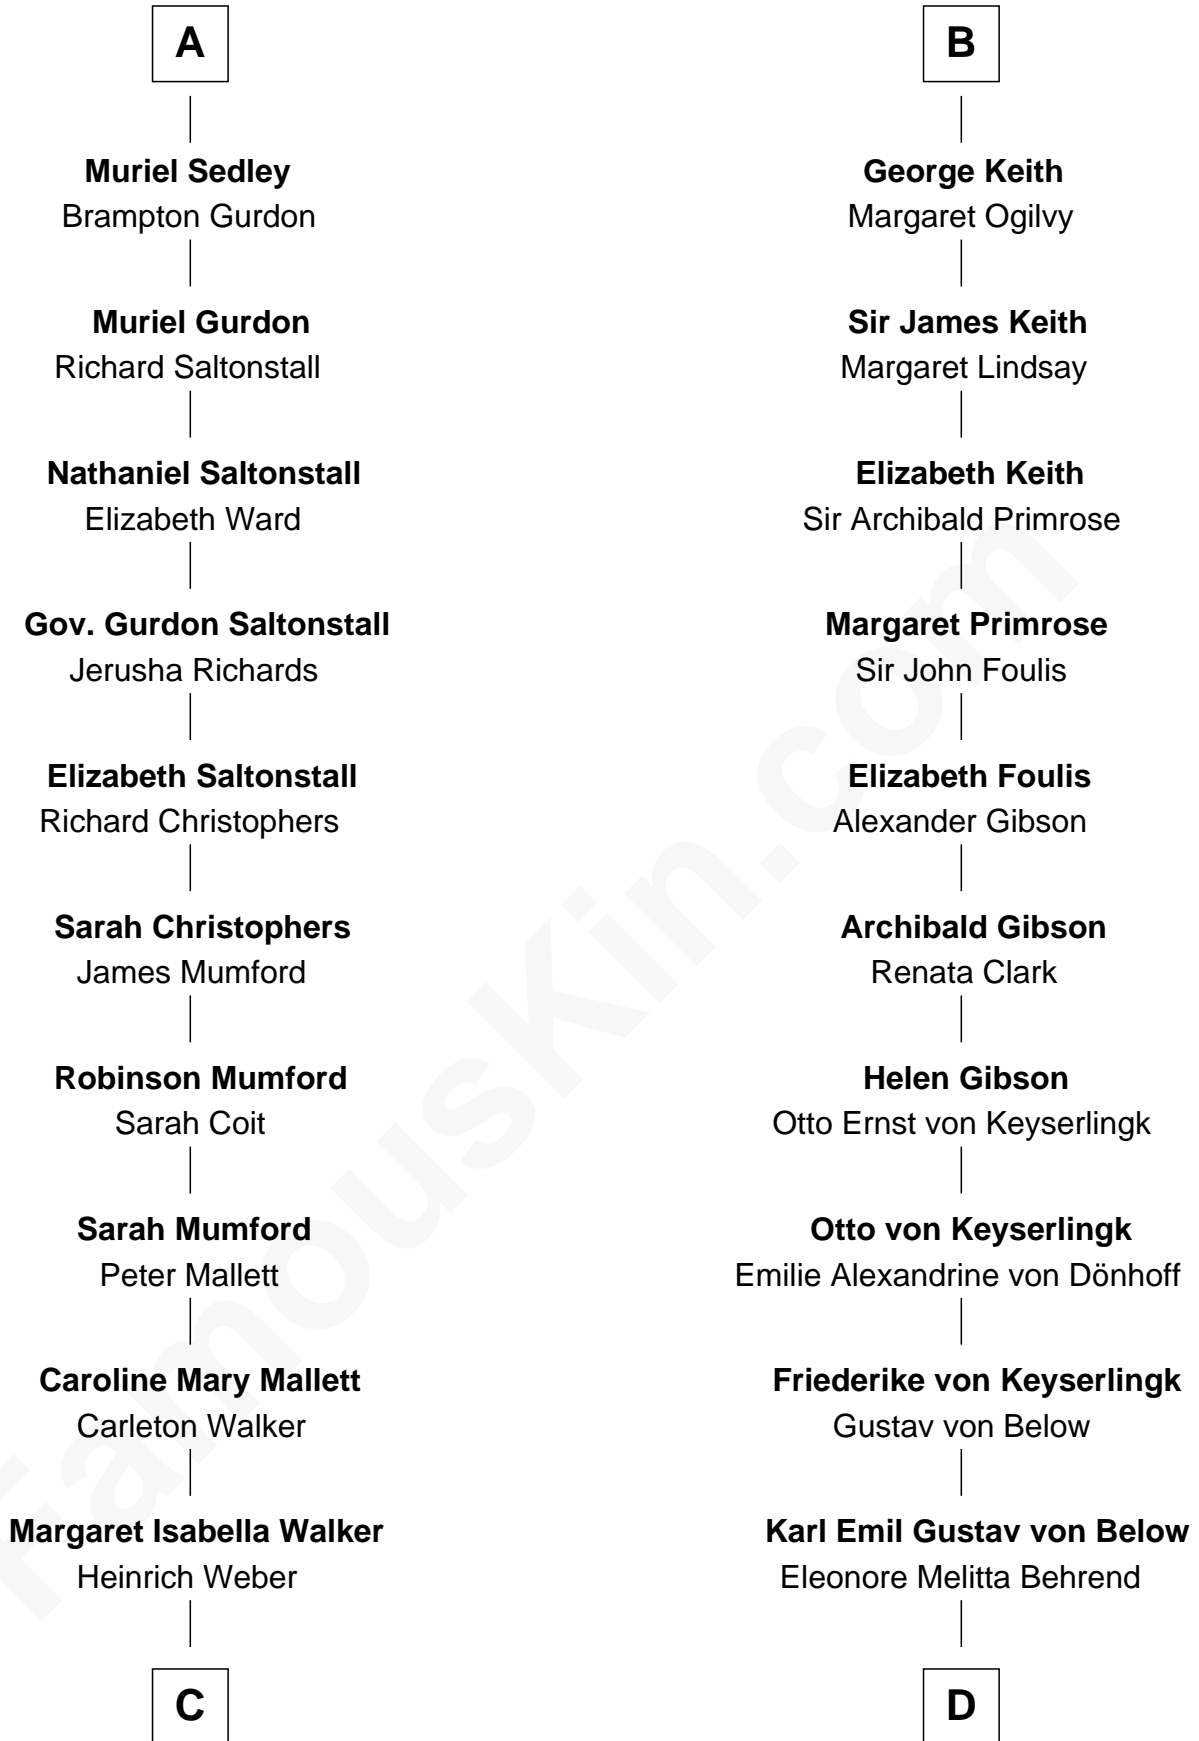 A
Muriel Sedley
Brampton Gurdon
Muriel Gurdon
Richard Saltonstall
Nathaniel Saltonstall
Elizabeth Ward
Gov. Gurdon Saltonstall
Jerusha Richards
Elizabeth Saltonstall
Richard Christophers
Sarah Christophers
James Mumford
Robinson Mumford
Sarah Coit
Sarah Mumford
Peter Mallett
Caroline Mary Mallett
Carleton Walker
Margaret Isabella Walker
Heinrich Weber
C
B
George Keith
Margaret Ogilvy
Sir James Keith
Margaret Lindsay
Elizabeth Keith
Sir Archibald Primrose
Margaret Primrose
Sir John Foulis
Elizabeth Foulis
Alexander Gibson
Archibald Gibson
Renata Clark
Helen Gibson
Otto Ernst von Keyserlingk
Otto von Keyserlingk
Emilie Alexandrine von Dönhoff
Friederike von Keyserlingk
Gustav von Below
Karl Emil Gustav von Below
Eleonore Melitta Behrend
D
FamousKin.com